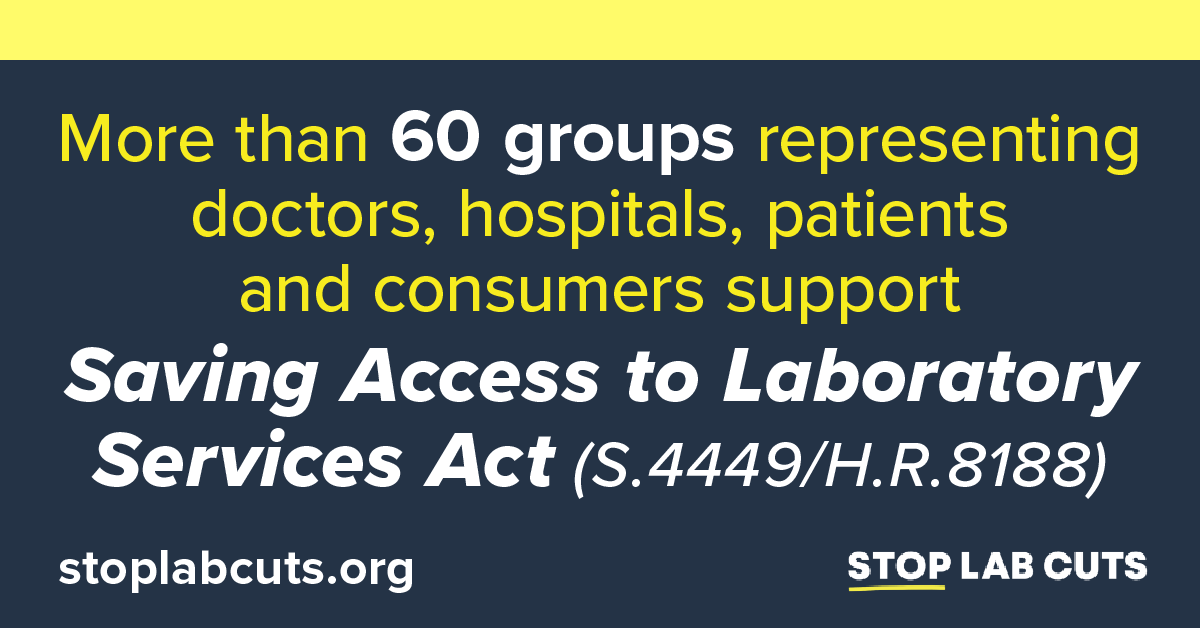 More than 60 groups representing
doctors, hospitals, patients
and consumers support
Saving Access to Laboratory
Services Act (S.4449/H.R.8188)
stoplabcuts.org
STOP LAB CUTS